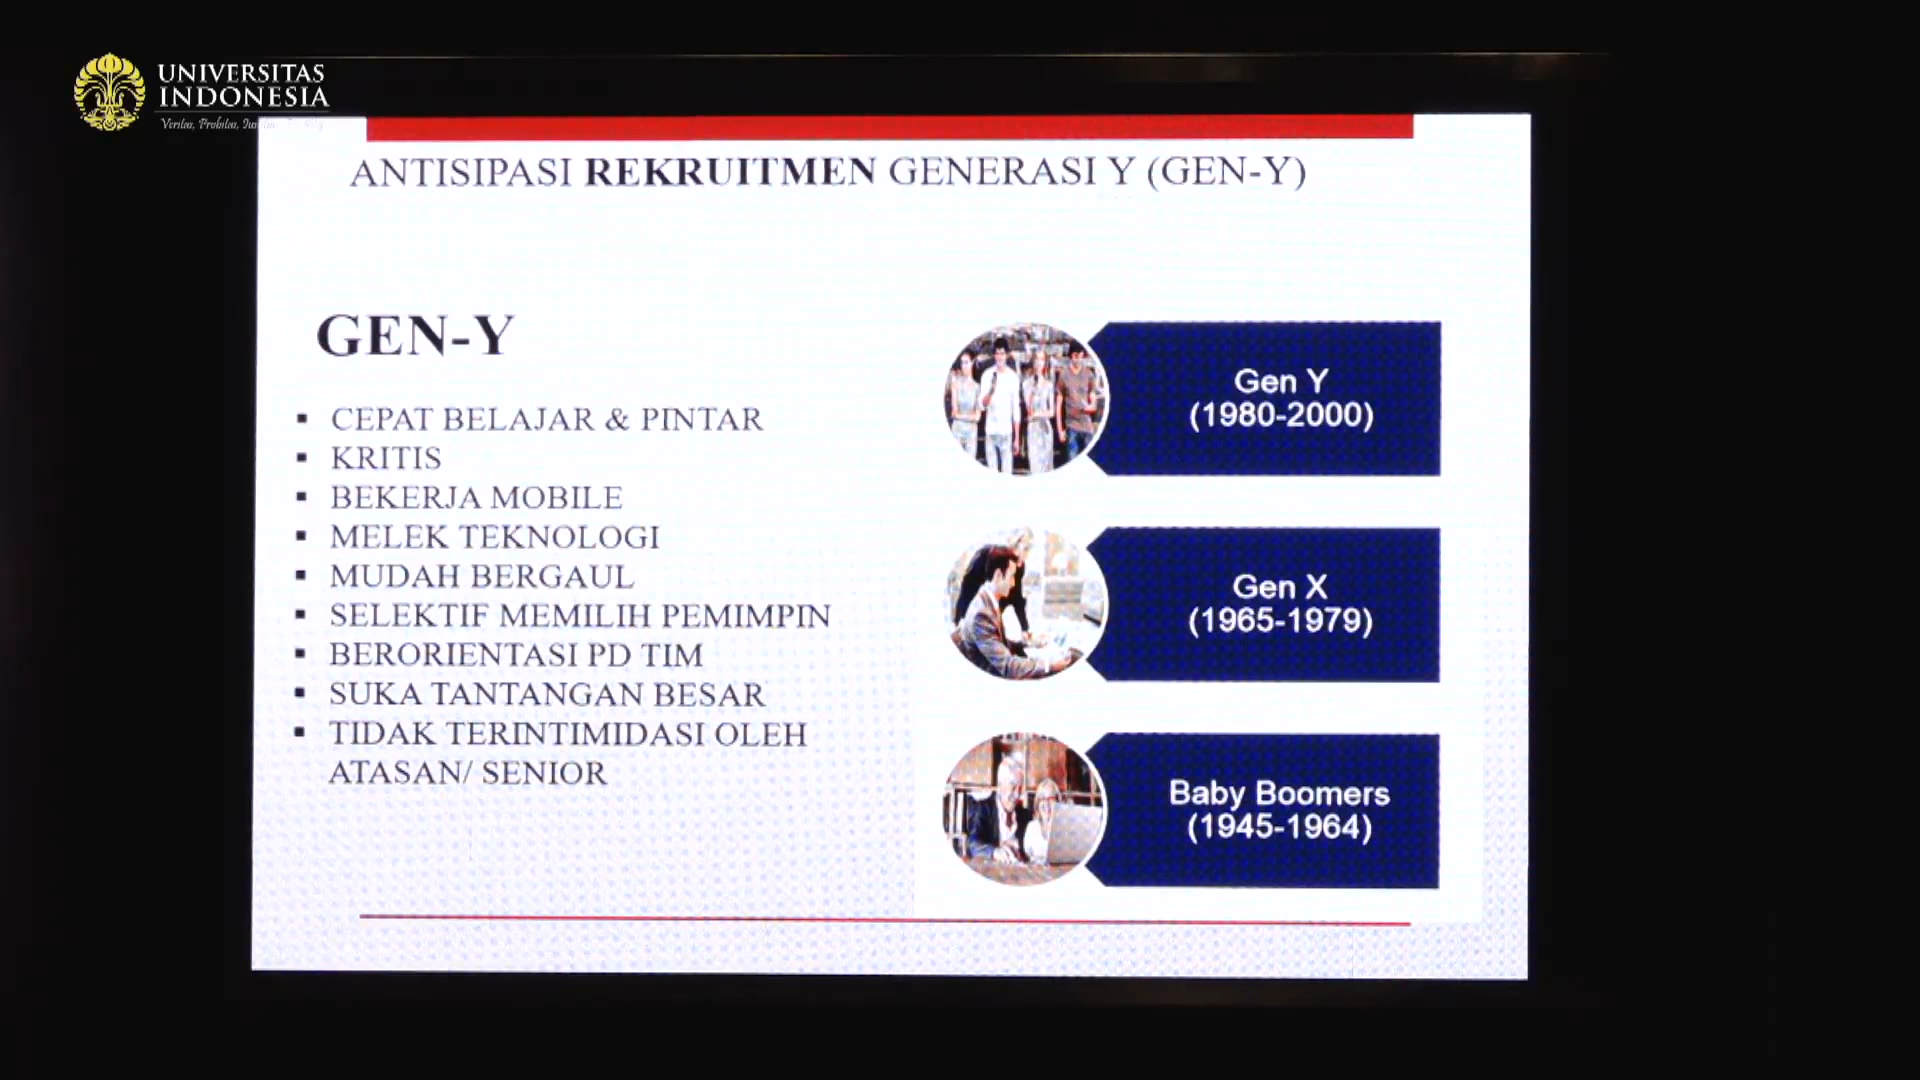 UNIVERSITAS
INDONESIA
Veritas, Probitas,
ANTISIPASI REKRUITMEN GENERASI Y (GEN-Y)
GEN-Y
▪ CEPAT BELAJAR & PINTAR
▪ KRITIS
▪ BEKERJA MOBILE
▪ MELEK TEKNOLOGI
▪ MUDAH BERGAUL
▪ SELEKTIF MEMILIH PEMIMPIN
▪ BERORIENTASI PD TIM
▪ SUKA TANTANGAN BESAR
▪ TIDAK TERINTIMIDASI OLEH
ATASAN/ SENIOR
Gen Y
(1980-2000)
Gen X
(1965-1979)
Baby Boomers
(1945-1964)